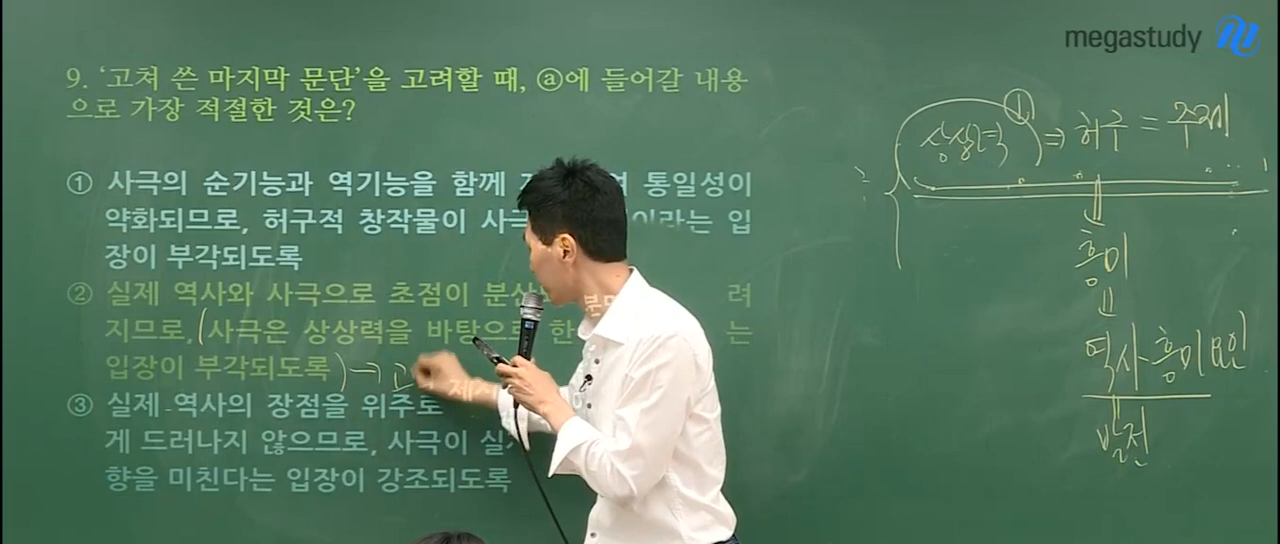 megastudy
9. '고쳐 쓴 마지막 문단'을 고려할 때, ⓐ에 들어갈 내용
으로 가장 적절한 것은?
① 사극의 순기능과 역기능을 함께 통일성이
약화되므로, 허구적 창작물이 입
장이 부각되도록
② 실제 역사와 사극으로 초점이 려
지므로, (사극은 상상력을 바탕으로 한 는
입장이 부각되도록)→
③ 실제 역사의 장점을 위주로
게 드러나지 않으므로, 사극이
향을 미친다는 입장이 강조되도록
상상력 ⇒ 허구 = 주제
흥미
역사 흥미 요인
발전